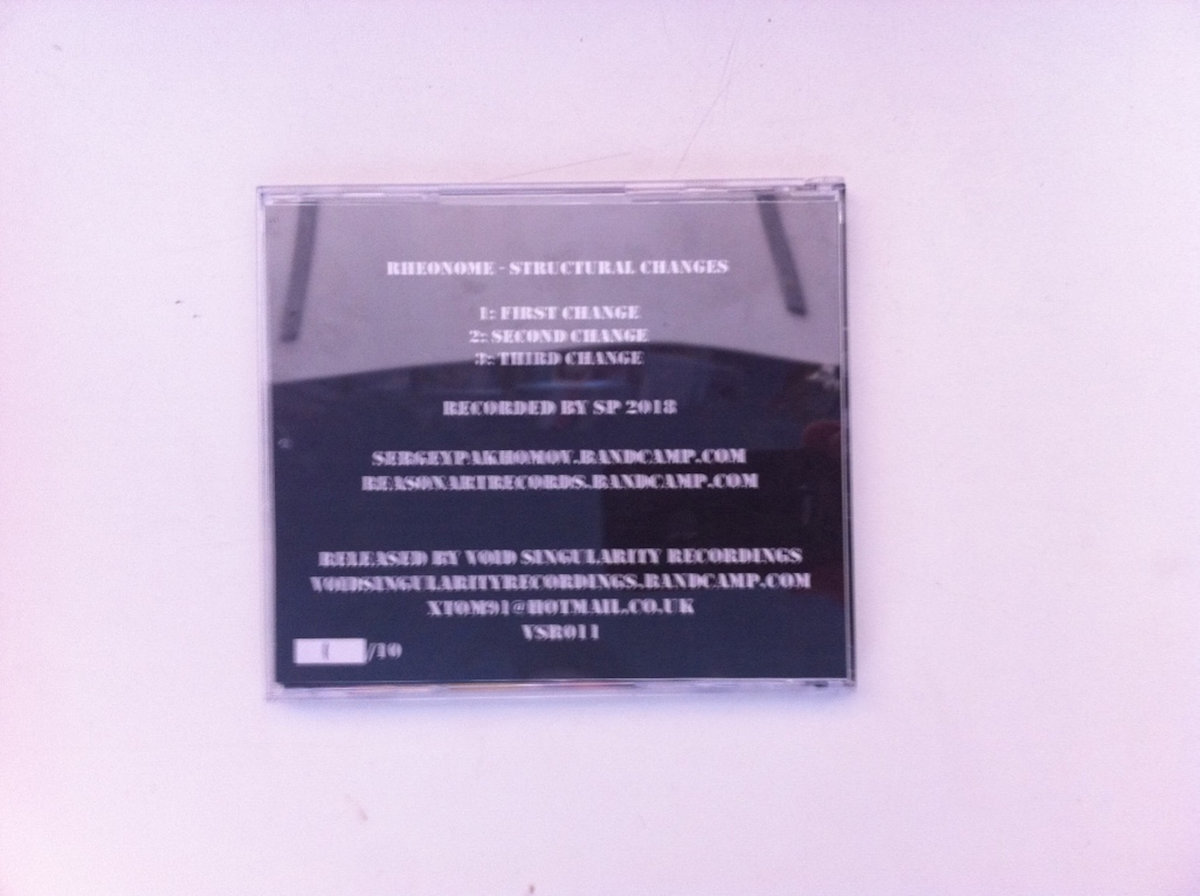 RHEONOME - STRUCTURAL CHANGES
1: FIRST CHANGE
2: SECOND CHANGE
3: THIRD CHANGE
RECORDED BY SP 2018
SERGEYPAKHOMOV.BANDCAMP.COM
REASONARTRECORDS.BANDCAMP.COM
RELEASED BY VOID SINGULARITY RECORDINGS
VOIDSINGULARITYRECORDINGS.BANDCAMP.COM
XTOM91@HOTMAIL.CO.UK
VSR011
/10